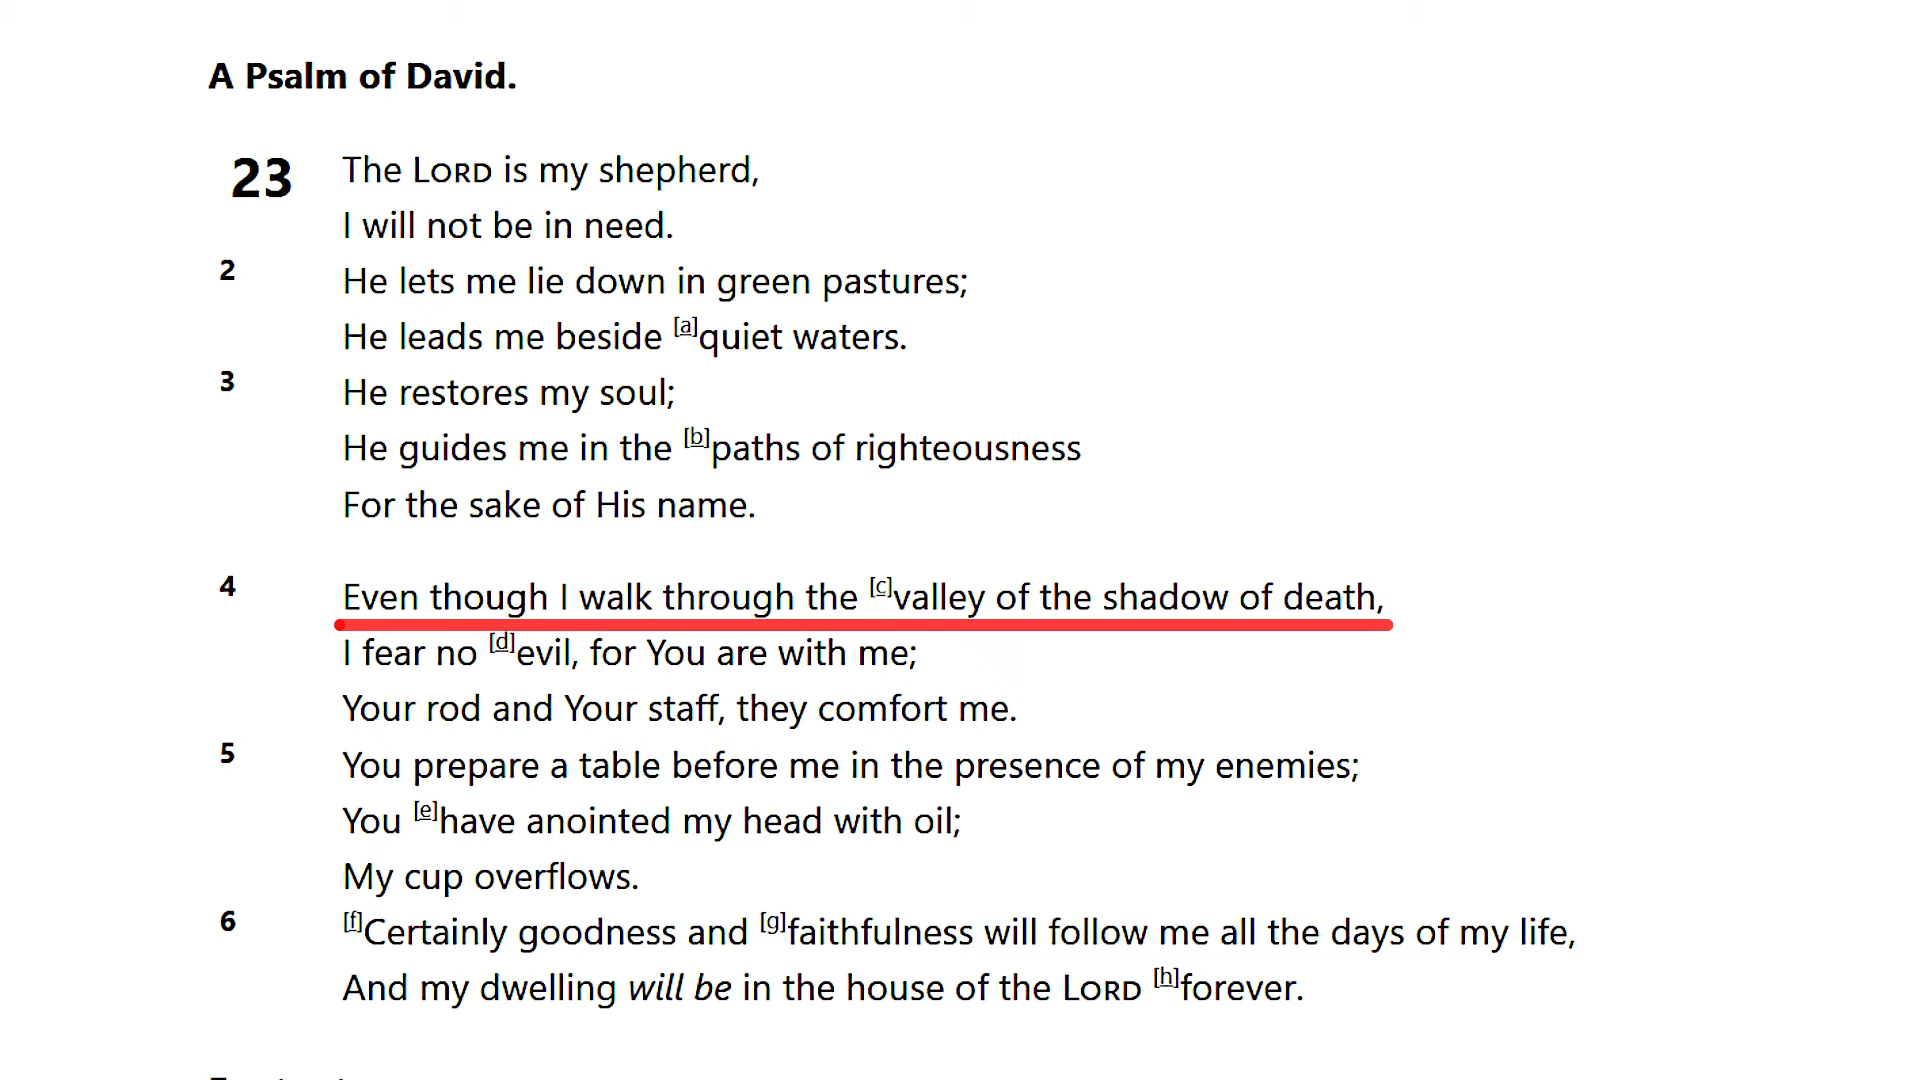 A Psalm of David.
23 The LORD is my shepherd,
I will not be in need.
2 He lets me lie down in green pastures;
He leads me beside [a]quiet waters.
3 He restores my soul;
He guides me in the [b]paths of righteousness
For the sake of His name.
4 Even though I walk through the [c]valley of the shadow of death,
I fear no [d]evil, for You are with me;
Your rod and Your staff, they comfort me.
5 You prepare a table before me in the presence of my enemies;
You [e]have anointed my head with oil;
My cup overflows.
6 [f]Certainly goodness and [g]faithfulness will follow me all the days of my life,
And my dwelling will be in the house of the LORD [h]forever.